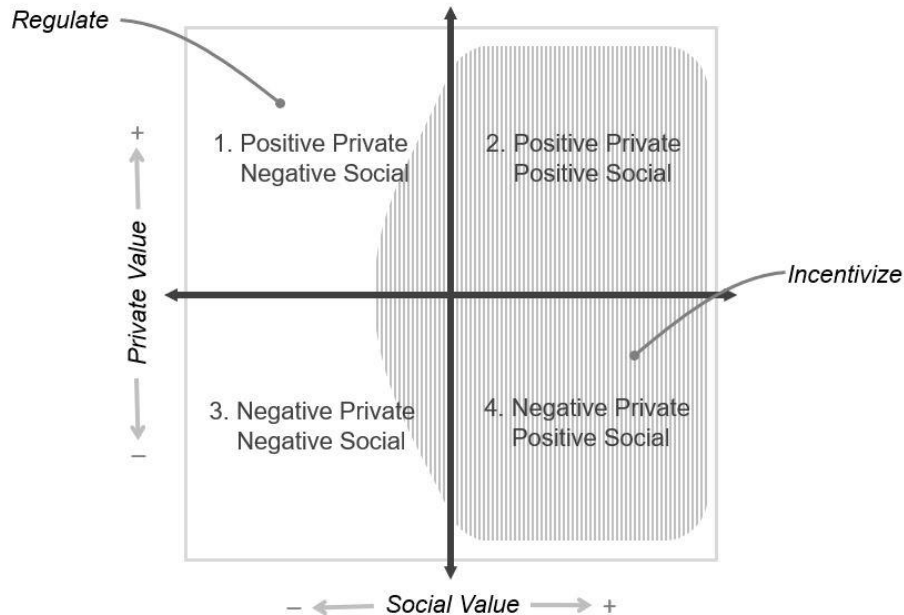 Regulate
1. Positive Private
Negative Social
2. Positive Private
Positive Social
+
Private Value
–
Incentivize
3. Negative Private
Negative Social
4. Negative Private
Positive Social
– Social Value +